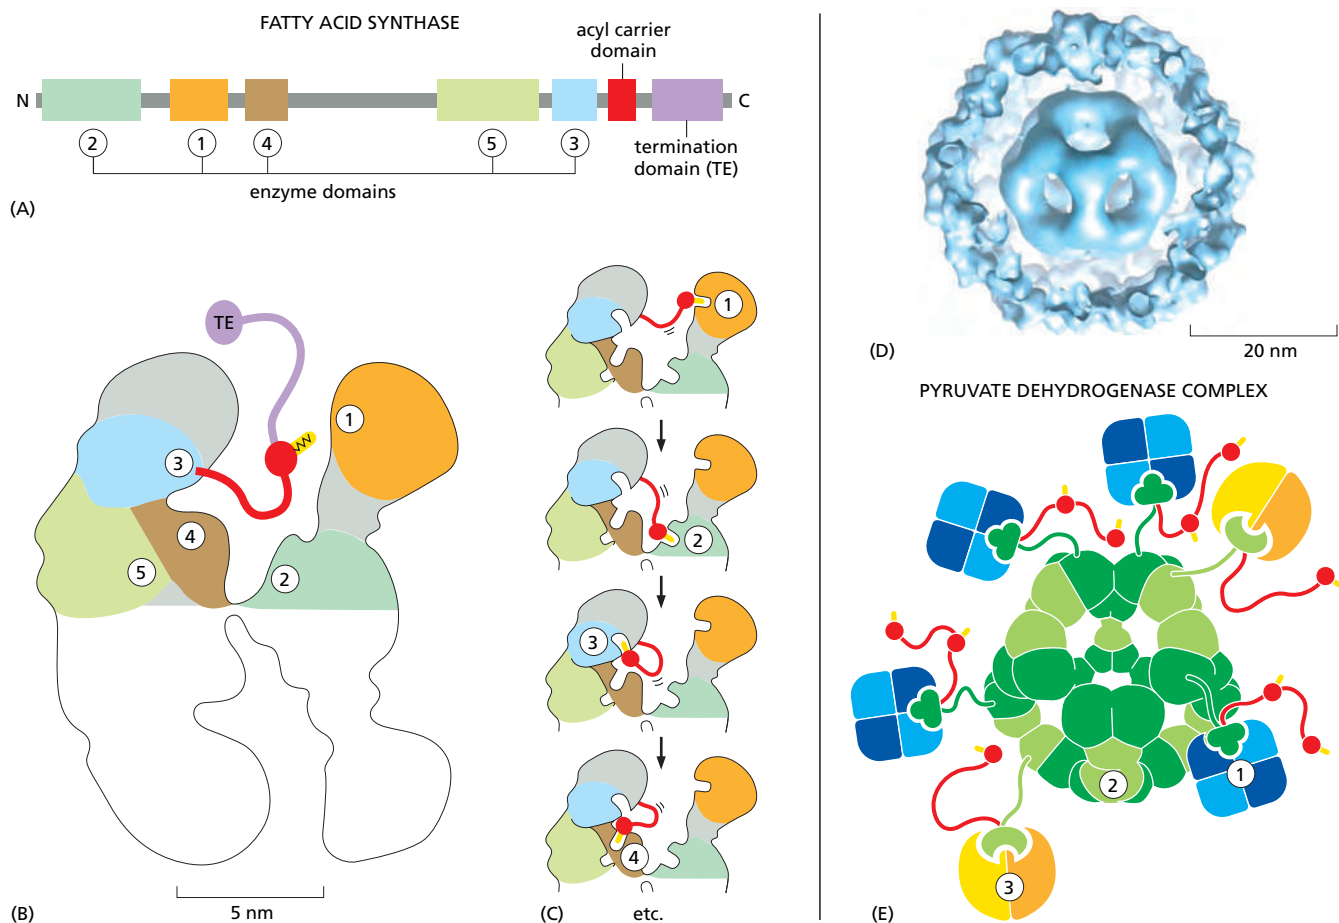 FATTY ACID SYNTHASE
acyl carrier
domain
N
C
2
1
4
5
3
termination
domain (TE)
enzyme domains
(A)
TE
1
3
4
5
2
5 nm
(B)
1
2
3
4
(C)
etc.
(D)
20 nm
PYRUVATE DEHYDROGENASE COMPLEX
1
2
3
(E)